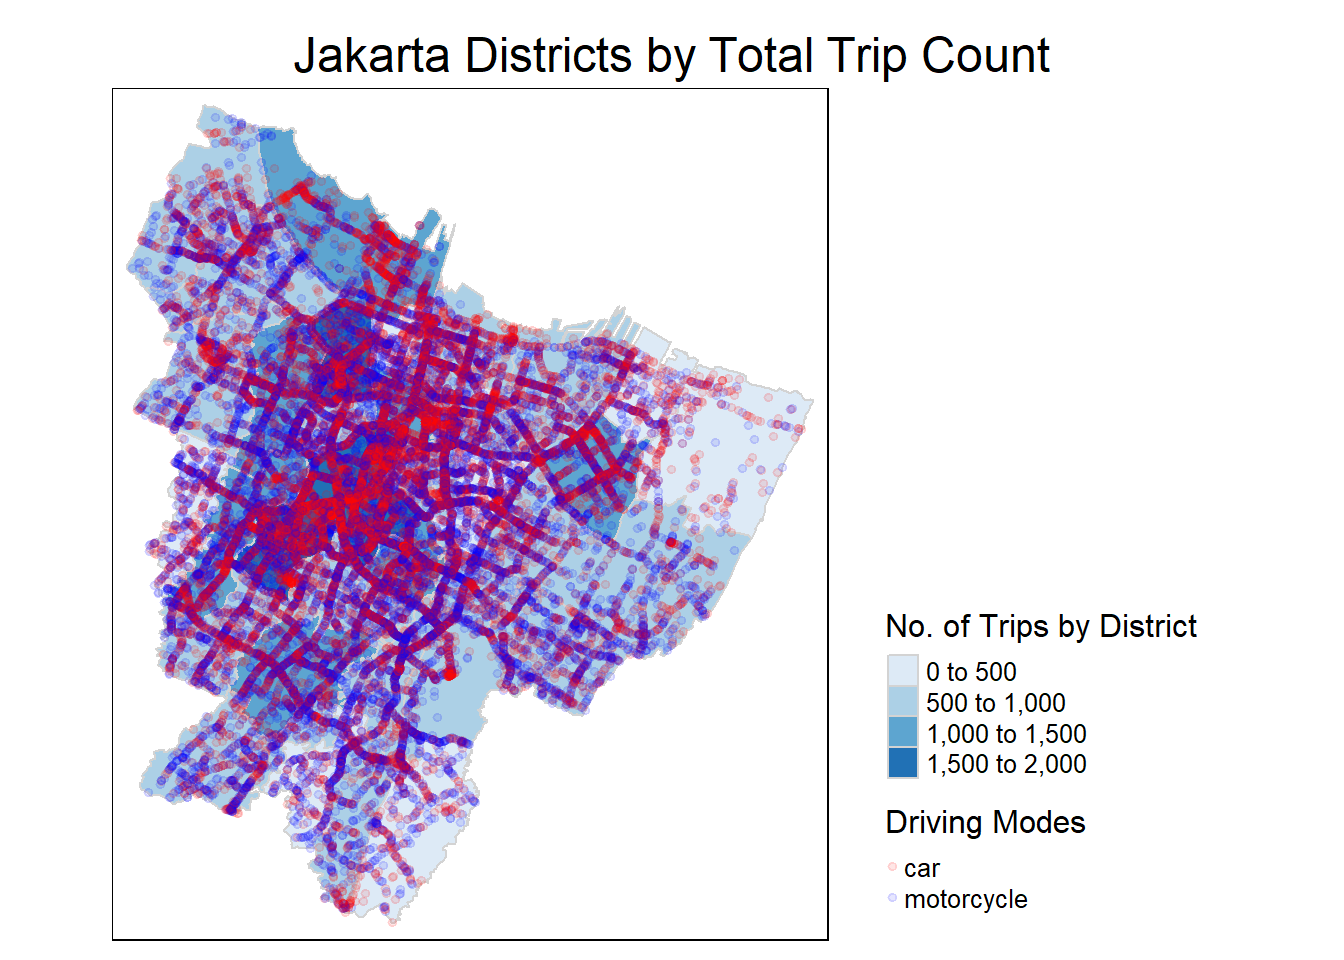 Jakarta Districts by Total Trip Count
No. of Trips by District
0 to 500
500 to 1,000
1,000 to 1,500
1,500 to 2,000
Driving Modes
car
motorcycle